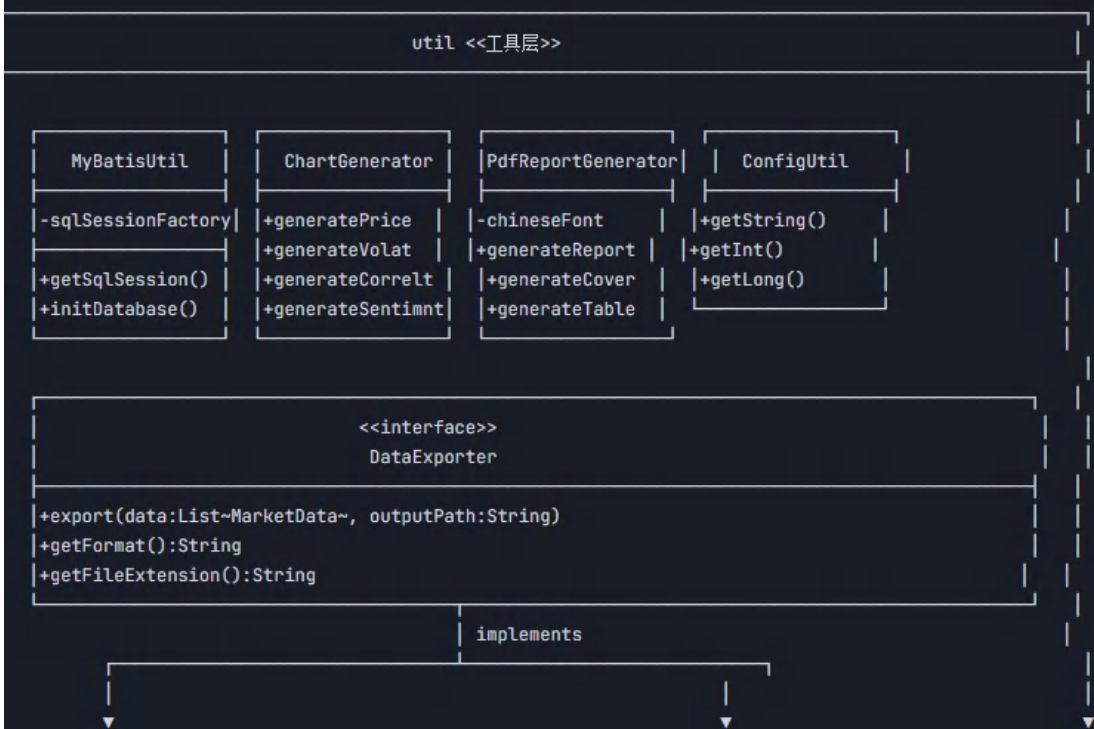 util <<工具层>>
MyBatisUtil ChartGenerator PdfReportGenerator ConfigUtil
-sqlSessionFactory +generatePrice -chineseFont +getString()
+generateVolat +generateReport +getInt()
+getSqlSession() +generateCorrelt +generateCover +getLong()
+initDatabase() +generateSentimnt +generateTable
<<interface>>
DataExporter
+export(data:List~MarketData~, outputPath:String)
+getFormat():String
+getFileExtension():String
implements